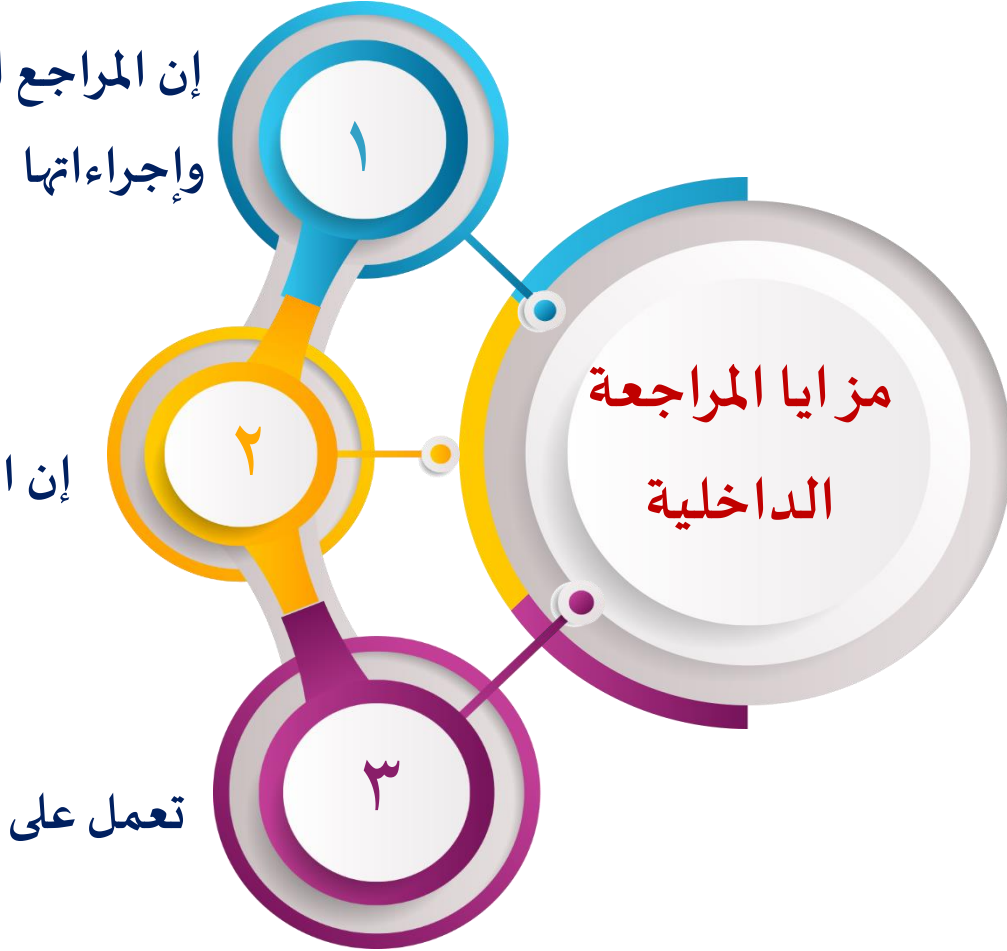 مزايا المراجعة
الداخلية
١
إن المراجع
وإجراءاتها
٢
إن
٣
تعمل على